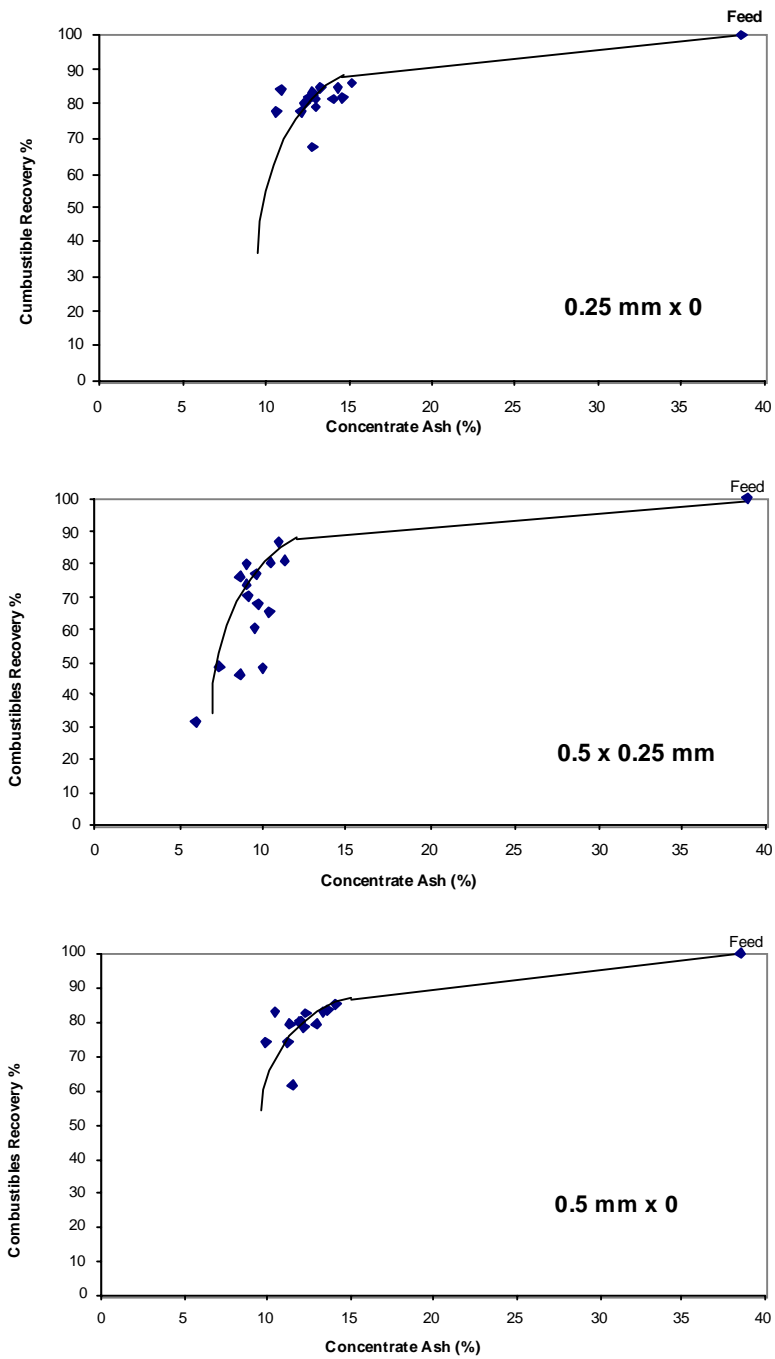 Feed
100
90
80
70
60
50
40
30
20
10
0
Cumbustible Recovery %
0.25 mm x 0
0 5 10 15 20 25 30 35 40
Concentrate Ash (%)
Feed
100
90
80
70
60
50
40
30
20
10
0
Combustibles Recovery %
0.5 x 0.25 mm
0 5 10 15 20 25 30 35 40
Concentrate Ash (%)
Feed
100
90
80
70
60
50
40
30
20
10
0
Combustibles Recovery %
0.5 mm x 0
0 5 10 15 20 25 30 35 40
Concentrate Ash (%)